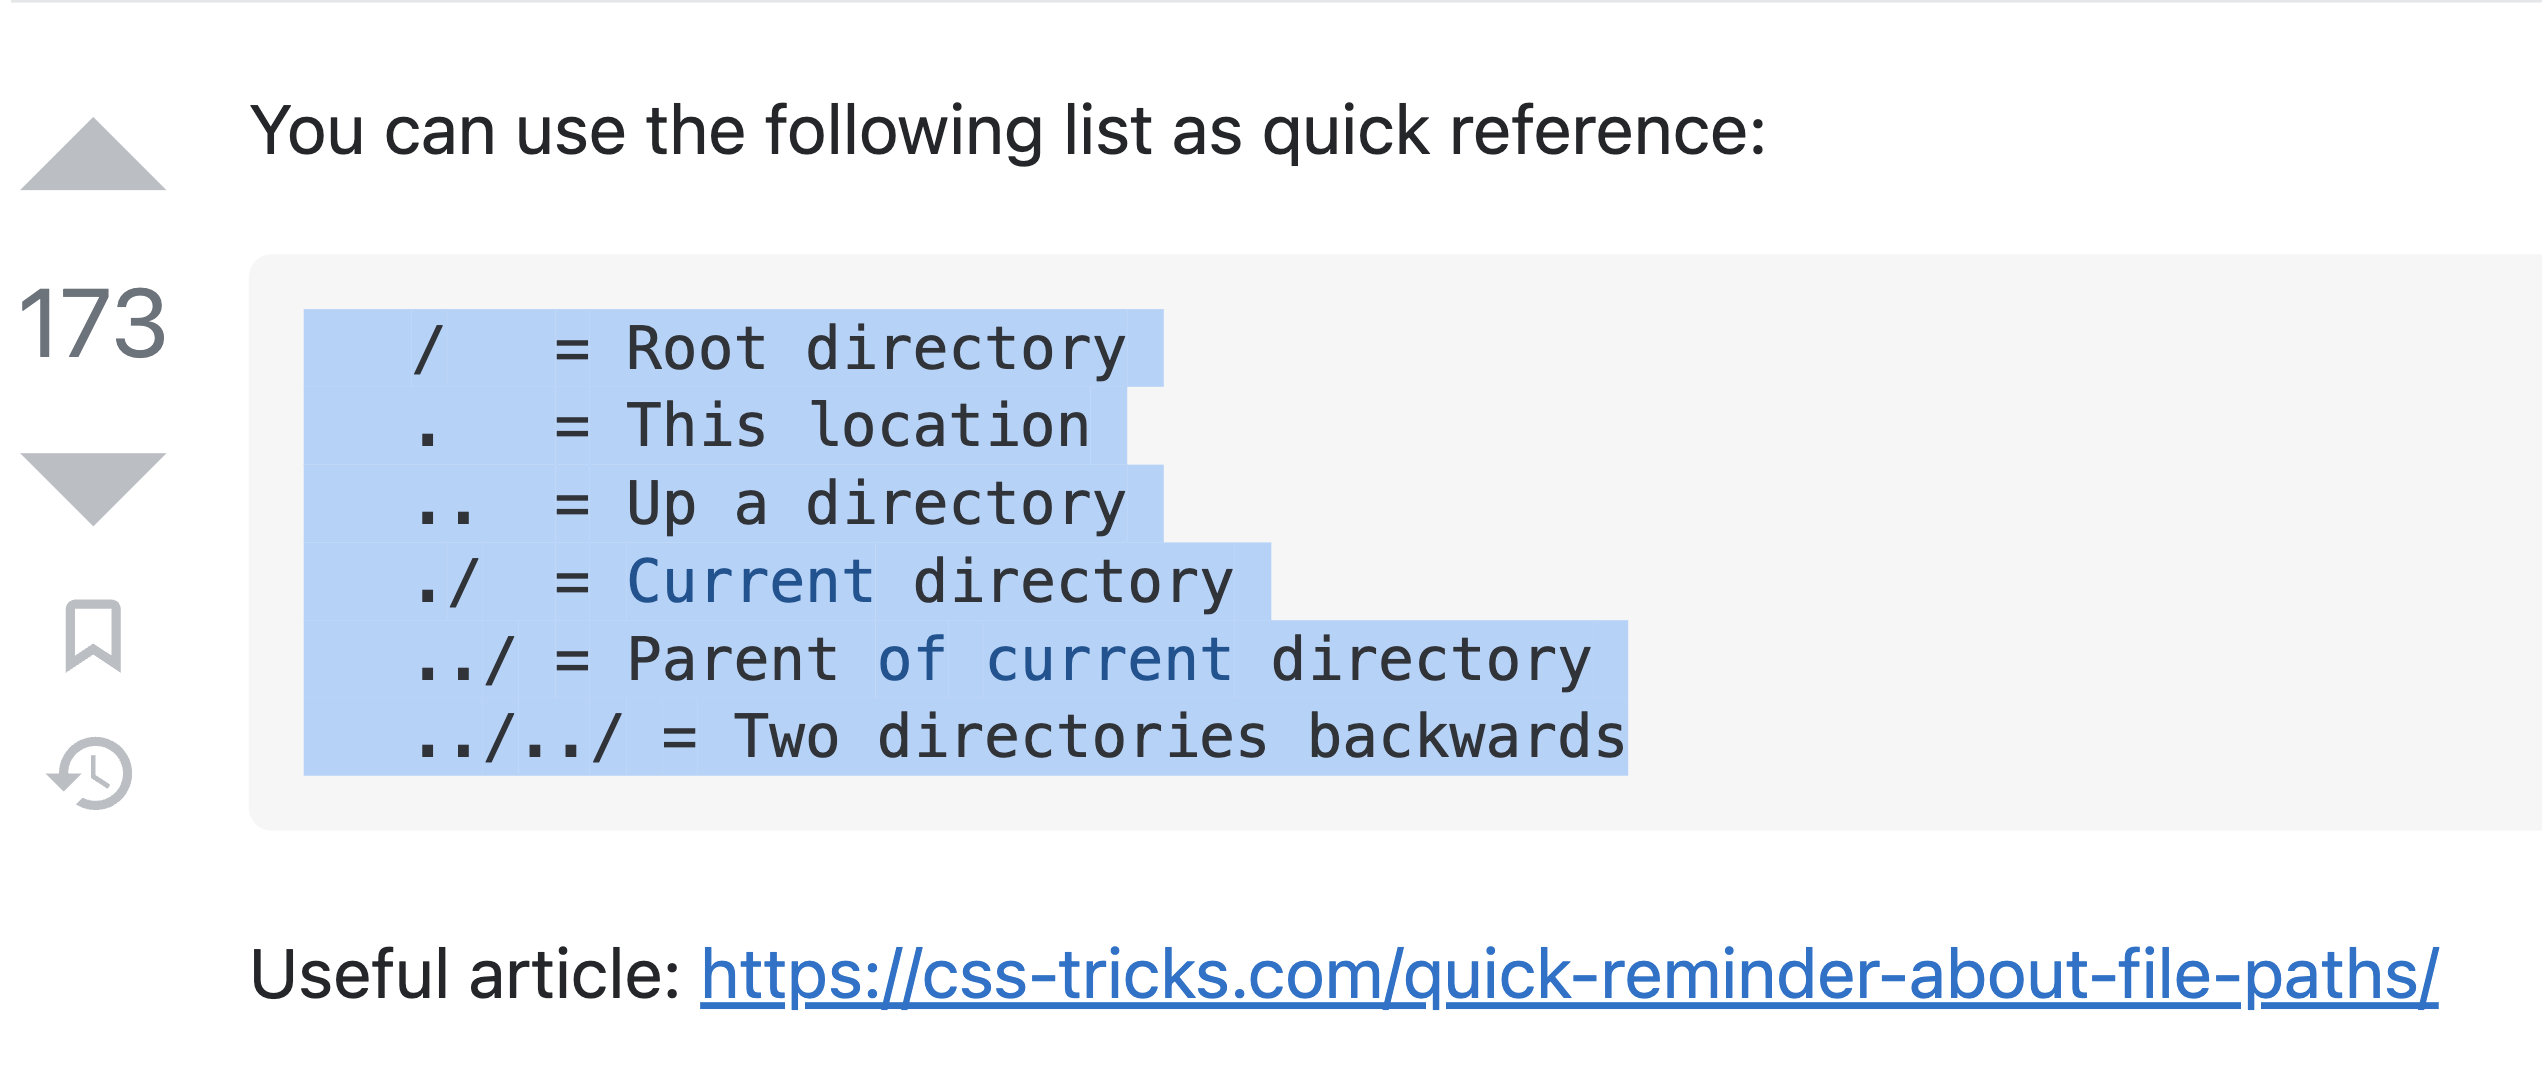 You can use the following list as quick reference:
173
/   = Root directory
.   = This location
..  = Up a directory
./  = Current directory
../ = Parent of current directory
../../ = Two directories backwards
Useful article: https://css-tricks.com/quick-reminder-about-file-paths/